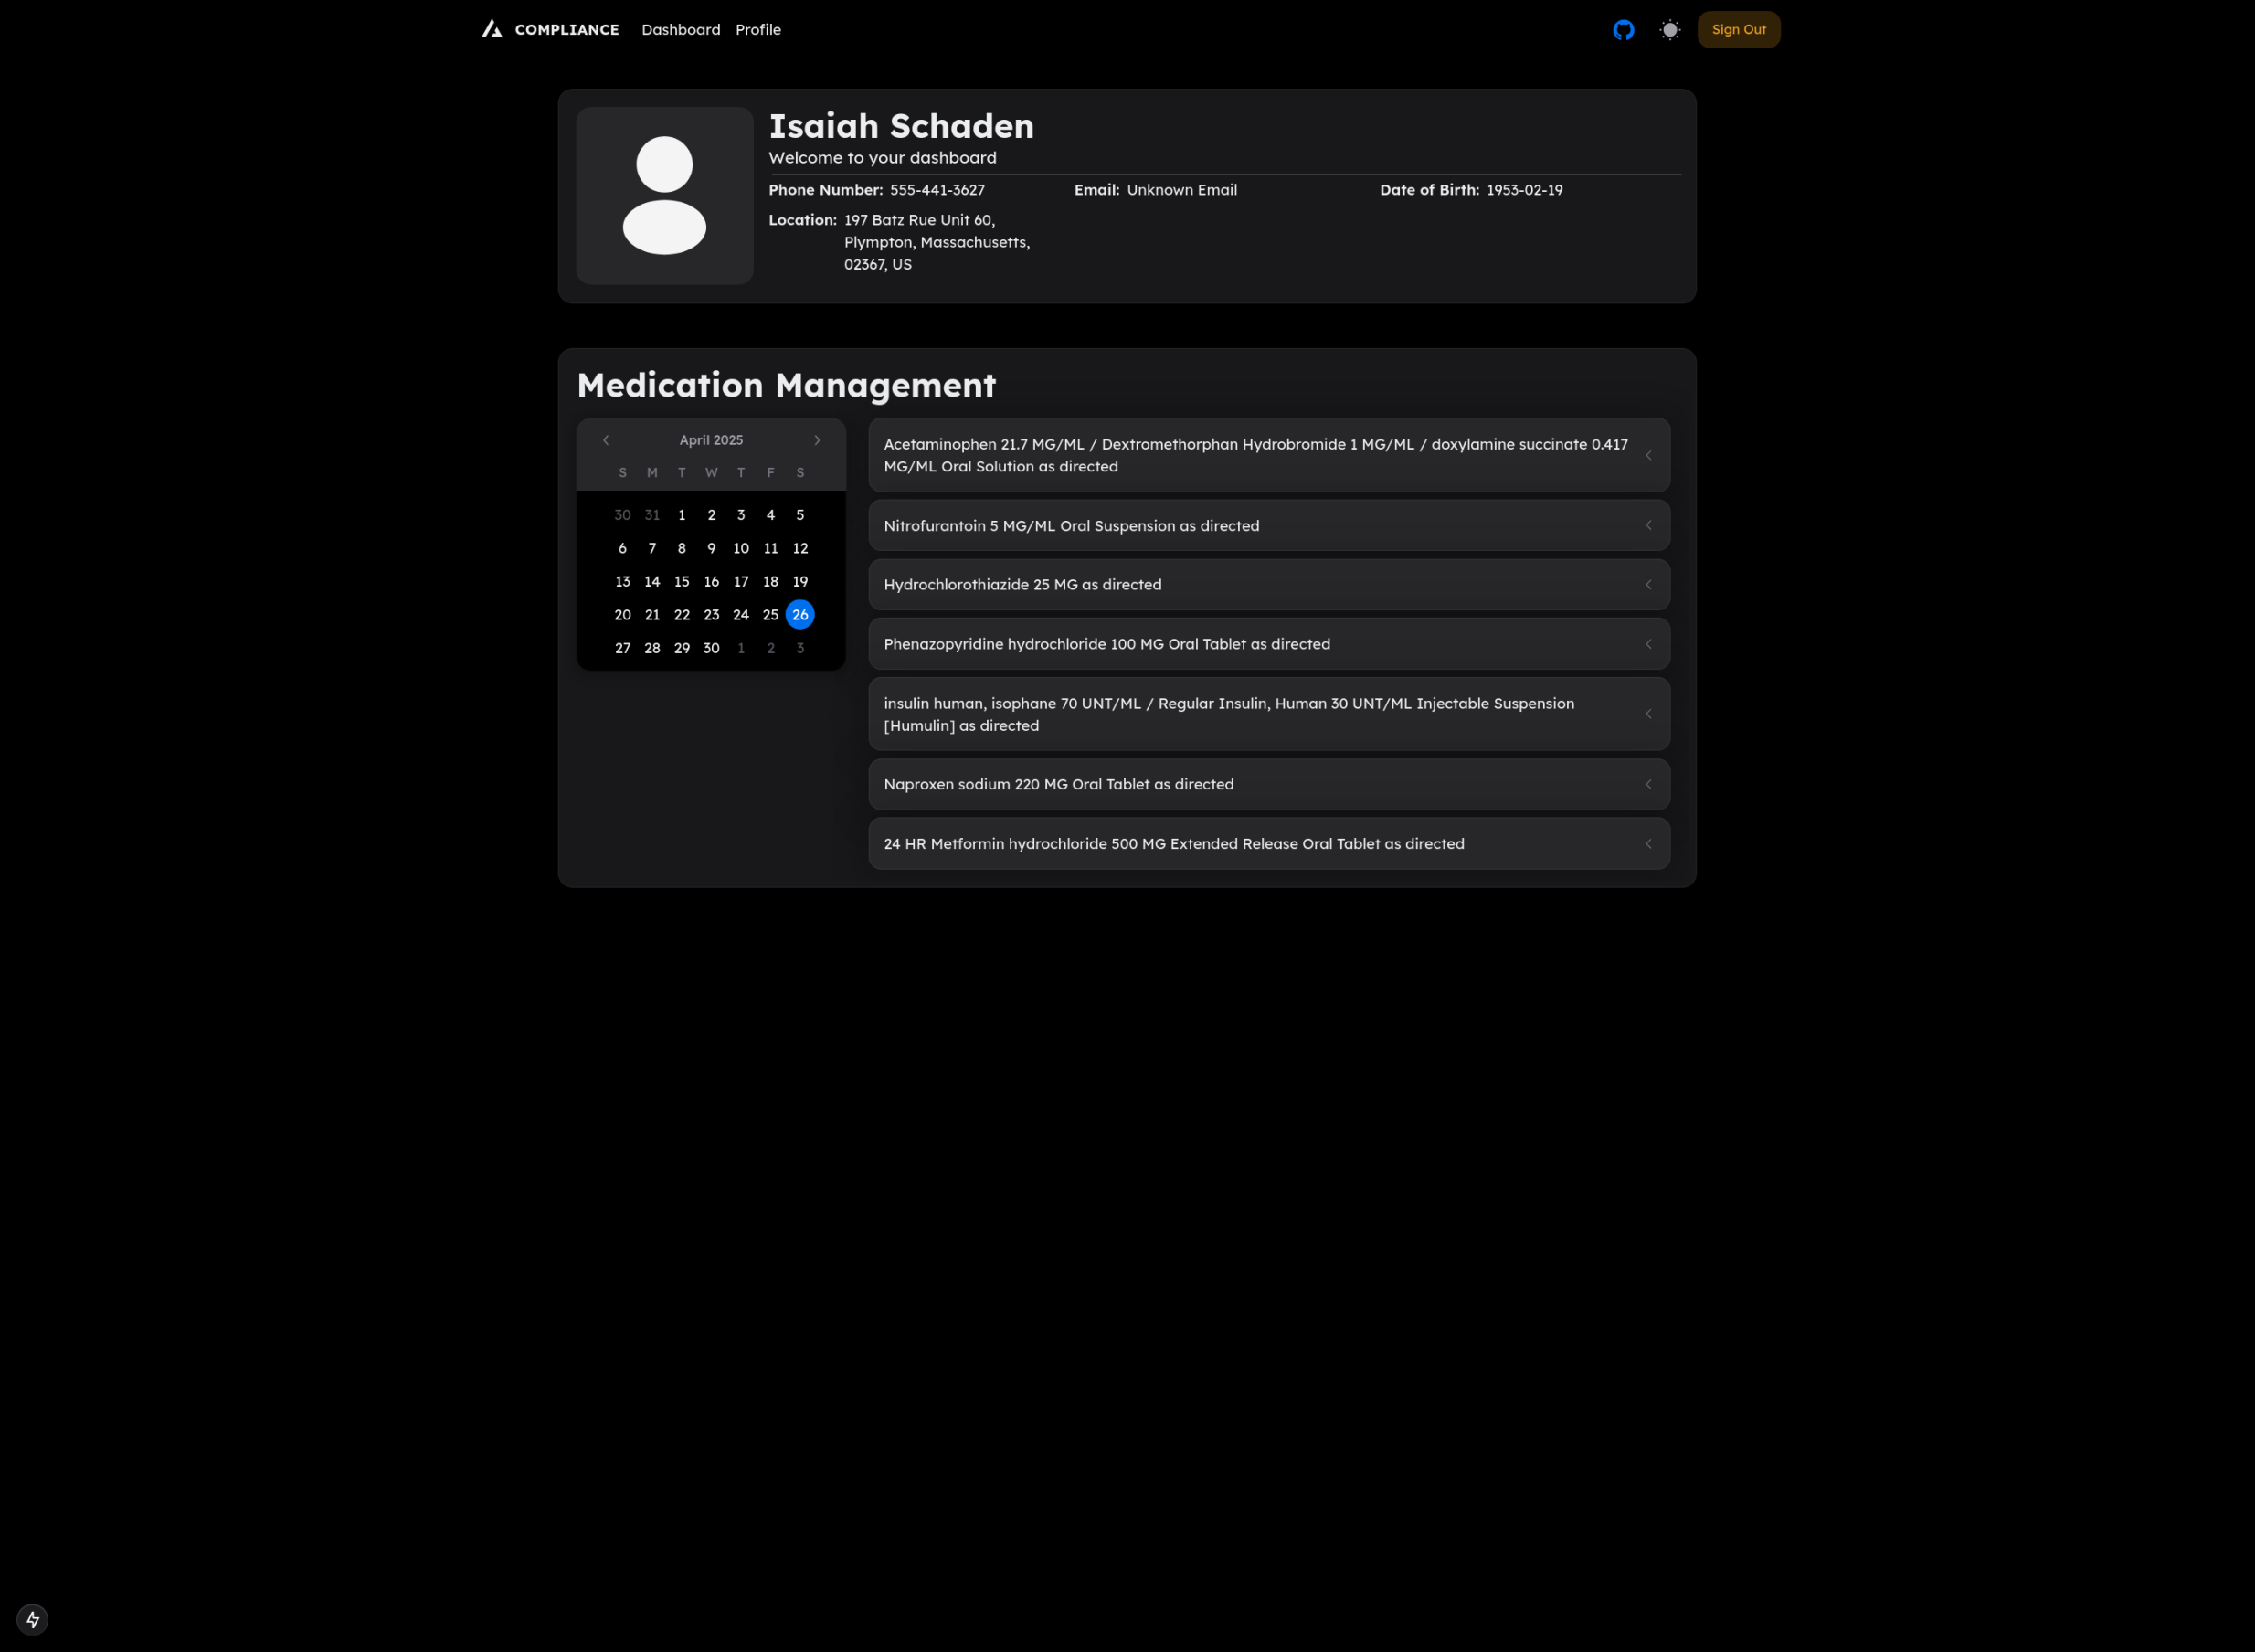 COMPLIANCE Dashboard Profile Sign Out
Isaiah Schaden
Welcome to your dashboard
Phone Number: 555-441-3627 Email: Unknown Email Date of Birth: 1953-02-19
Location: 197 Batz Rue Unit 60,
Plympton, Massachusetts,
02367, US
Medication Management
April 2025
S M T W T F S
30 31 1 2 3 4 5
6 7 8 9 10 11 12
13 14 15 16 17 18 19
20 21 22 23 24 25 26
27 28 29 30 1 2 3
Acetaminophen 21.7 MG/ML / Dextromethorphan Hydrobromide 1 MG/ML / doxylamine succinate 0.417
MG/ML Oral Solution as directed
Nitrofurantoin 5 MG/ML Oral Suspension as directed
Hydrochlorothiazide 25 MG as directed
Phenazopyridine hydrochloride 100 MG Oral Tablet as directed
insulin human, isophane 70 UNT/ML / Regular Insulin, Human 30 UNT/ML Injectable Suspension
[Humulin] as directed
Naproxen sodium 220 MG Oral Tablet as directed
24 HR Metformin hydrochloride 500 MG Extended Release Oral Tablet as directed